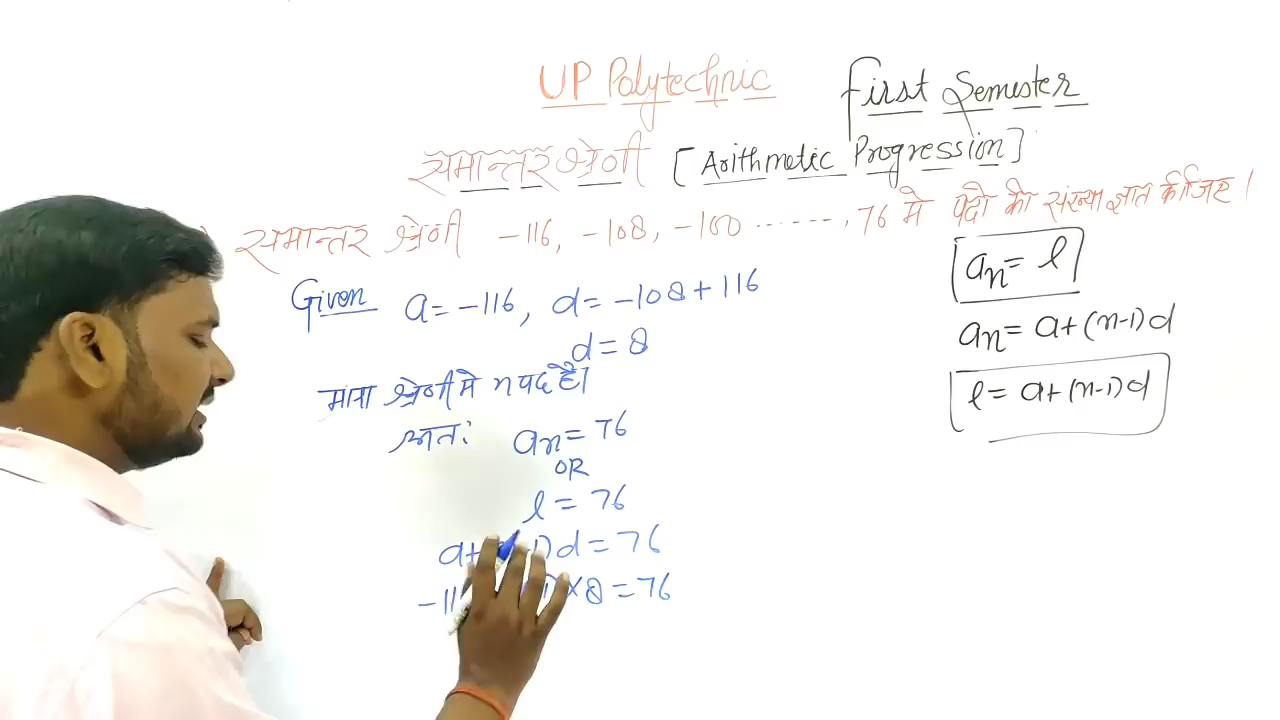 UP Polytechnic First Semester
समान्तर श्रेणी [Arithmetic Progression]
समान्तर श्रेणी -116, -108, -100 ......., 76 मे पदो की संख्या ज्ञात कीजिए।
Given a = -116, d = -108 + 116
d = 8
माना श्रेणी मे n पद है।
अतः an = 76
OR
l = 76
a+ -1) d = 76
-11 1) × 8 = 76
an = l
an = a+(n-1)d
l = a+(n-1)d